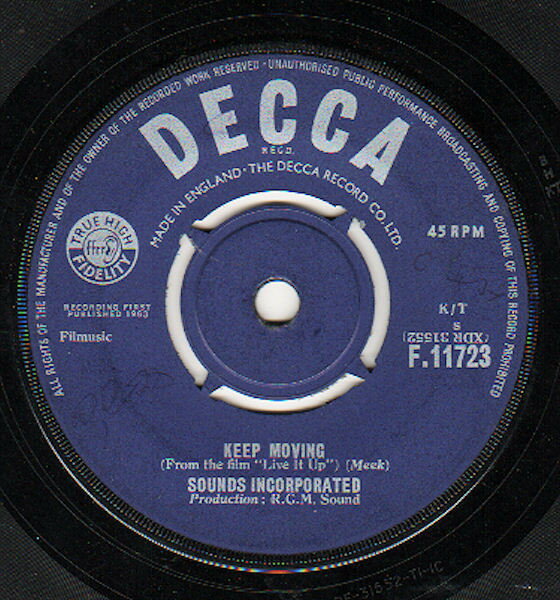 ALL RIGHTS OF THE MANUFACTURER AND OF THE OWNER OF THE RECORDED WORK RESERVED · UNAUTHORISED PUBLIC PERFORMANCE BROADCASTING AND COPYING OF THIS RECORD PROHIBITED
DECCA
REGD.
MADE IN ENGLAND · THE DECCA RECORD CO. LTD.
TRUE HIGH
ffrr
FIDELITY
45 RPM
RECORDING FIRST
PUBLISHED 1963
K/T
Filmusic
S
(XDR 31652)
F.11723
KEEP MOVING
(From the film "Live It Up") (Meek)
SOUNDS INCORPORATED
Production: R.G.M. Sound